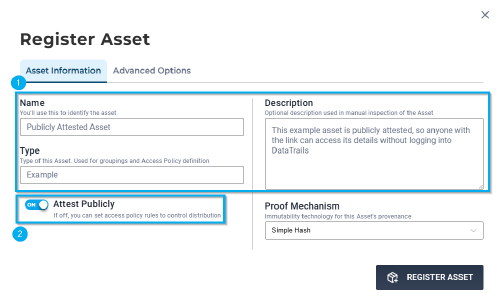 Register Asset
Asset Information
Advanced Options
1
Name
You'll use this to identify the asset
Publicly Attested Asset
Type
Type of this Asset. Used for groupings and Access Policy definition
Example
ON
Attest Publicly
If off, you can set access policy rules to control distribution
2
Description
Optional description used in manual inspection of the Asset
This example asset is publicly attested, so anyone with
the link can access its details without logging into
DataTrails
Proof Mechanism
Immutability technology for this Asset's provenance
Simple Hash
REGISTER ASSET